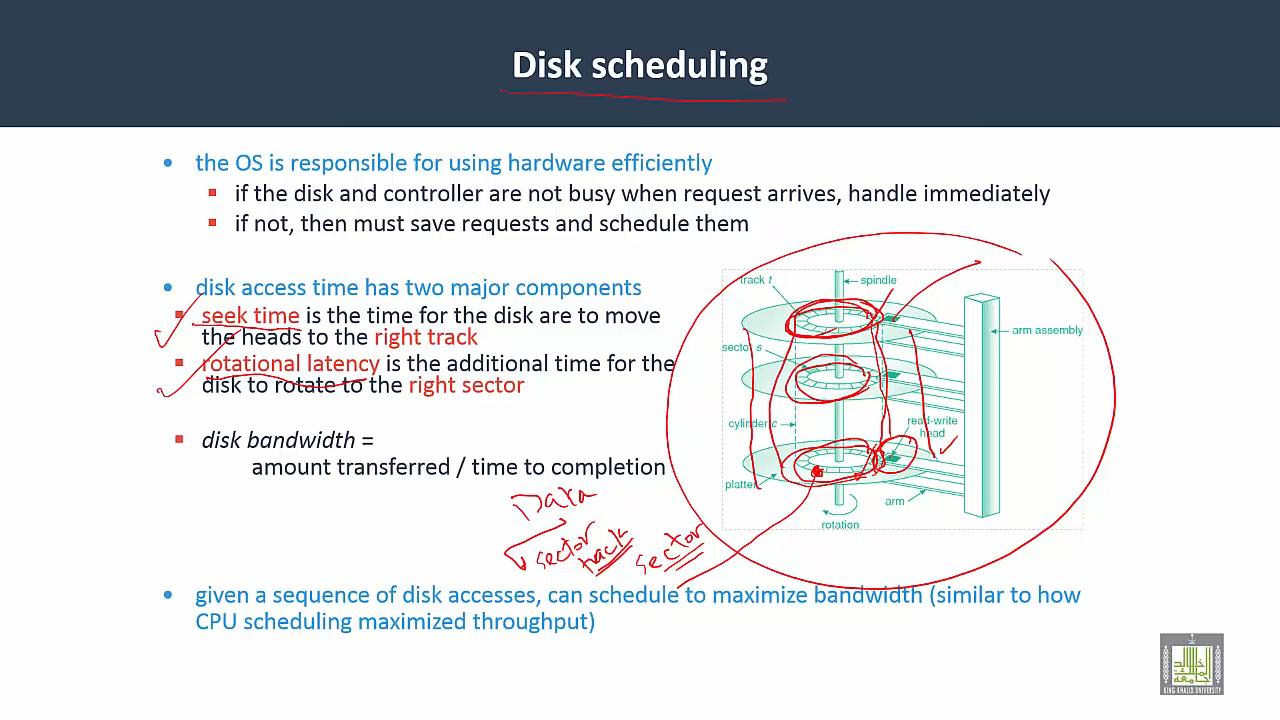 Disk scheduling
• the OS is responsible for using hardware efficiently
▪ if the disk and controller are not busy when request arrives, handle immediately
▪ if not, then must save requests and schedule them
• disk access time has two major components
▪ seek time is the time for the disk are to move
the heads to the right track
▪ rotational latency is the additional time for the
disk to rotate to the right sector
▪ disk bandwidth =
amount transferred / time to completion
track t
spindle
arm assembly
sector s
cylinder c
read-write
head
platter
arm
rotation
Data
sector
track
sector
• given a sequence of disk accesses, can schedule to maximize bandwidth (similar to how
CPU scheduling maximized throughput)
KING KHALID UNIVERSITY